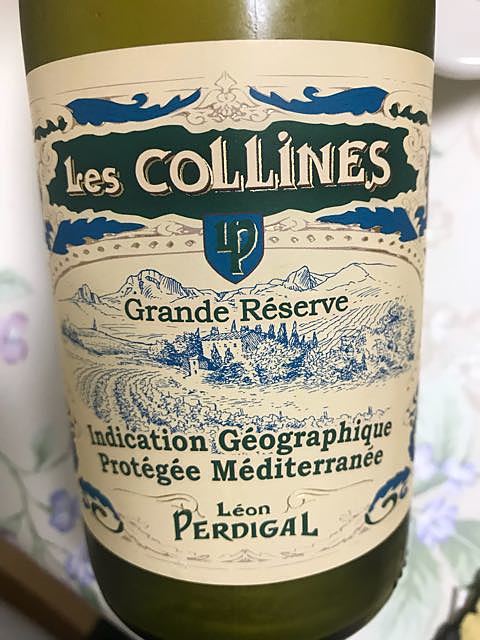 Les COLLINES
LP
Grande Réserve
Indication Géographique
Protégée Méditerranée
Léon
PERDIGAL